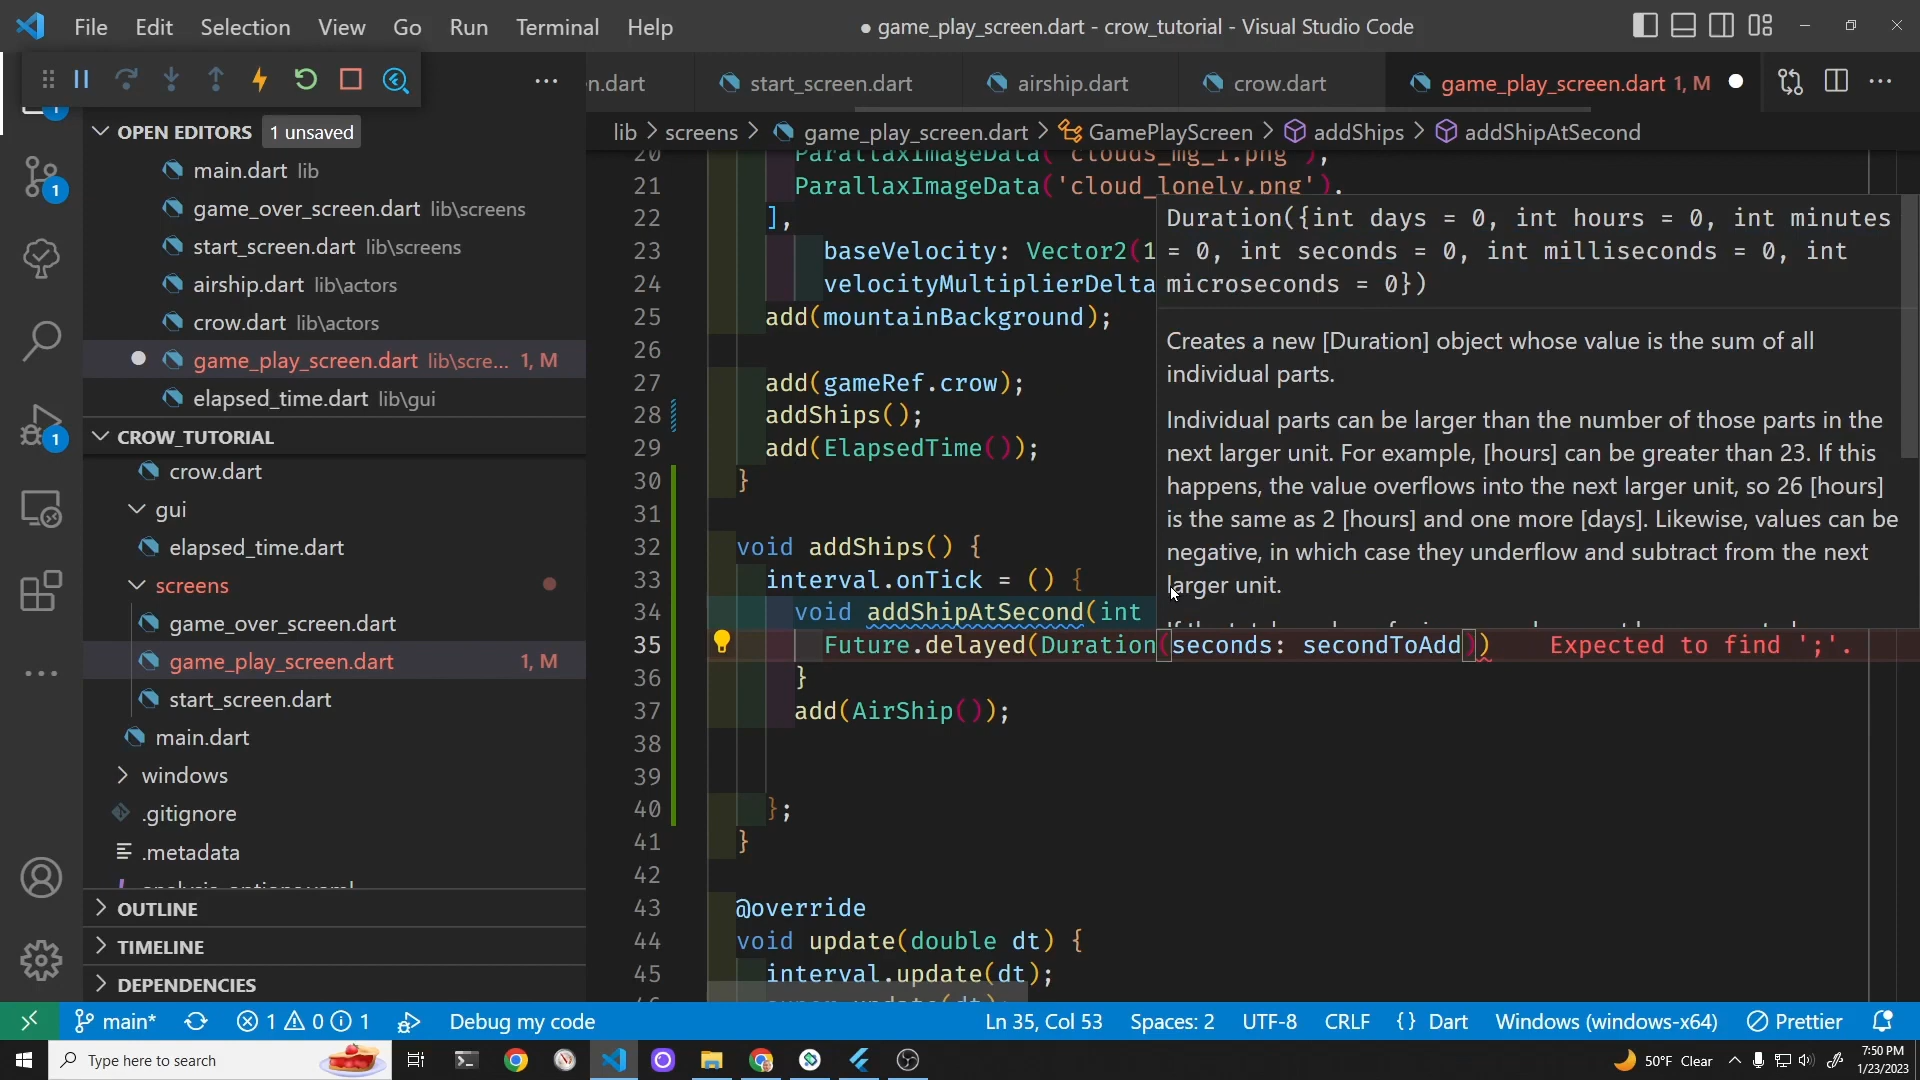 File Edit Selection View Go Run Terminal Help
● game_play_screen.dart - crow_tutorial - Visual Studio Code
n.dart start_screen.dart airship.dart crow.dart game_play_screen.dart 1, M
lib > screens > game_play_screen.dart > GamePlayScreen > addShips > addShipAtSecond
OPEN EDITORS 1 unsaved
main.dart lib
game_over_screen.dart lib\screens
start_screen.dart lib\screens
airship.dart lib\actors
crow.dart lib\actors
game_play_screen.dart lib\scre... 1, M
elapsed_time.dart lib\gui
CROW_TUTORIAL
crow.dart
gui
elapsed_time.dart
screens
game_over_screen.dart
game_play_screen.dart 1, M
start_screen.dart
main.dart
windows
.gitignore
.metadata
analysis_options.yaml
OUTLINE
TIMELINE
DEPENDENCIES
1
1
1
20 ParallaxImageData('clouds_mg_1.png'),
21 ParallaxImageData('cloud_lonely.png'),
22 ],
23 baseVelocity: Vector2(1
24 velocityMultiplierDelta
25 add(mountainBackground);
26
27 add(gameRef.crow);
28 addShips();
29 add(ElapsedTime());
30 }
31
32 void addShips() {
33 interval.onTick = () {
34 void addShipAtSecond(int
35 Future.delayed(Duration(seconds: secondToAdd)) Expected to find ';'.
36 }
37 add(AirShip());
38
39
40 };
41 }
42
43 @override
44 void update(double dt) {
45 interval.update(dt);
46 super.update(dt);
Duration({int days = 0, int hours = 0, int minutes
= 0, int seconds = 0, int milliseconds = 0, int
microseconds = 0})
Creates a new [Duration] object whose value is the sum of all
individual parts.
Individual parts can be larger than the number of those parts in the
next larger unit. For example, [hours] can be greater than 23. If this
happens, the value overflows into the next larger unit, so 26 [hours]
is the same as 2 [hours] and one more [days]. Likewise, values can be
negative, in which case they underflow and subtract from the next
larger unit.
main* 1 0 1 Debug my code Ln 35, Col 53 Spaces: 2 UTF-8 CRLF {} Dart Windows (windows-x64) Prettier
Type here to search
50°F Clear
7:50 PM
1/23/2023